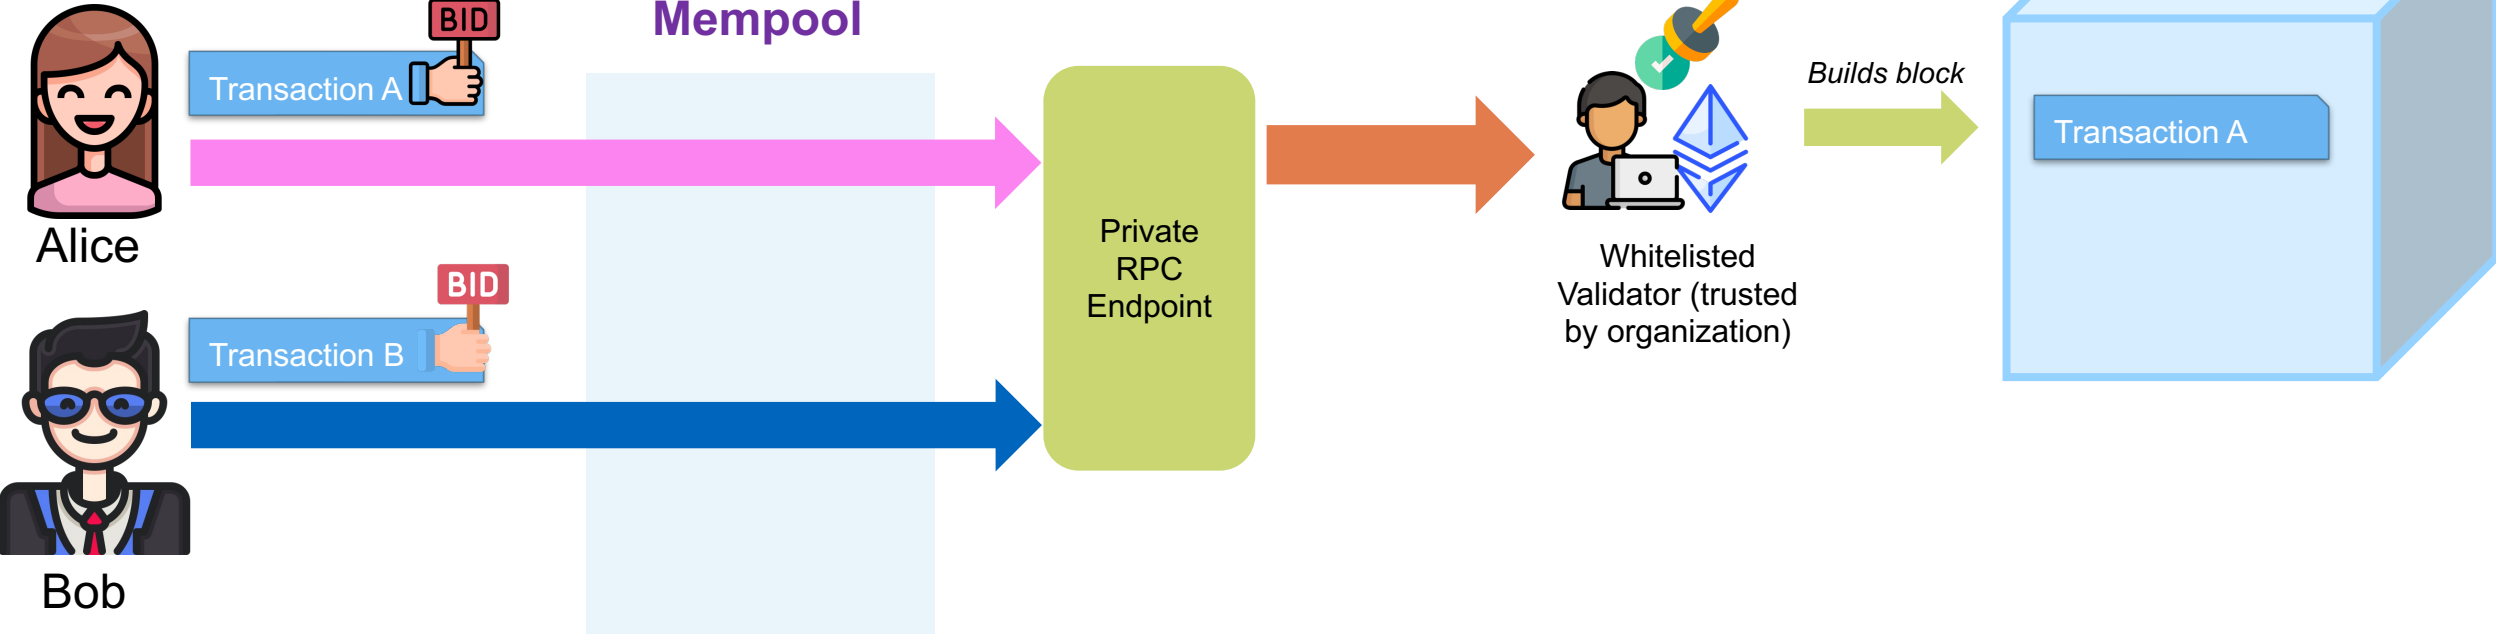 Mempool
BID
Transaction A
Alice
BID
Transaction B
Bob
Private
RPC
Endpoint
Whitelisted
Validator (trusted
by organization)
Builds block
Transaction A